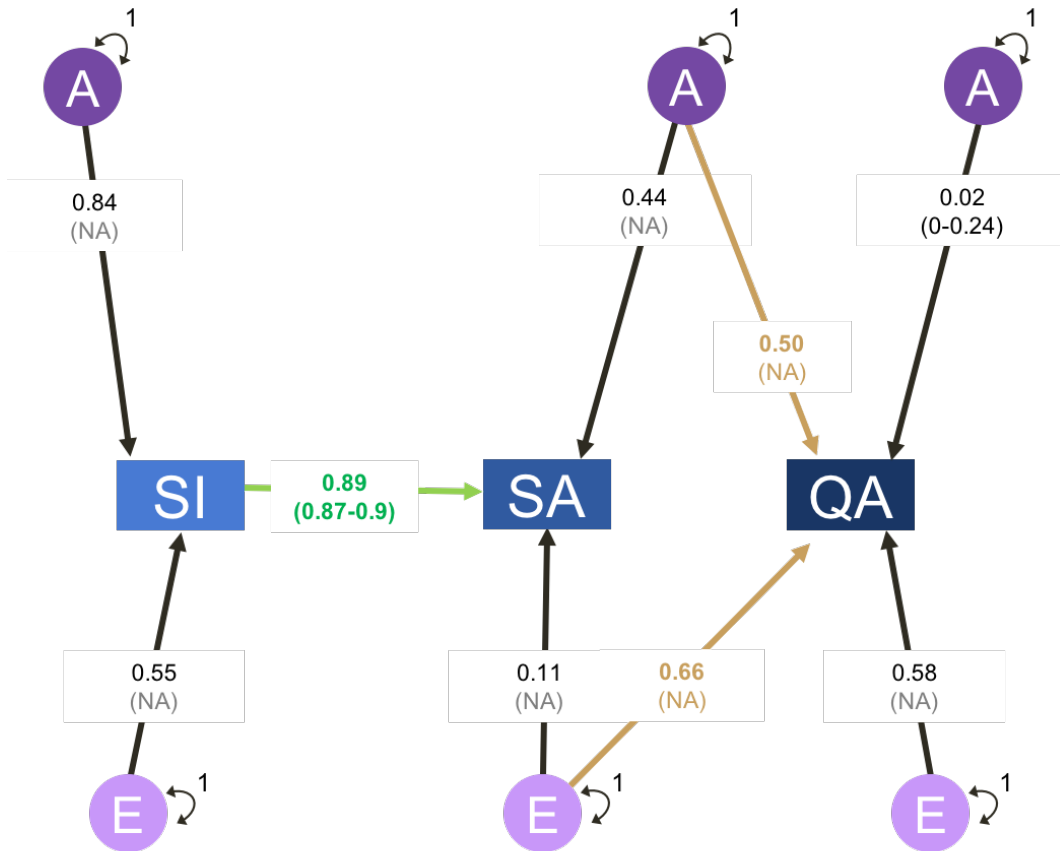 1
1
1
A
A
A
0.84
(NA)
0.44
(NA)
0.02
(0-0.24)
0.50
(NA)
SI
0.89
(0.87-0.9)
SA
QA
0.55
(NA)
0.11
(NA)
0.66
(NA)
0.58
(NA)
1
1
1
E
E
E